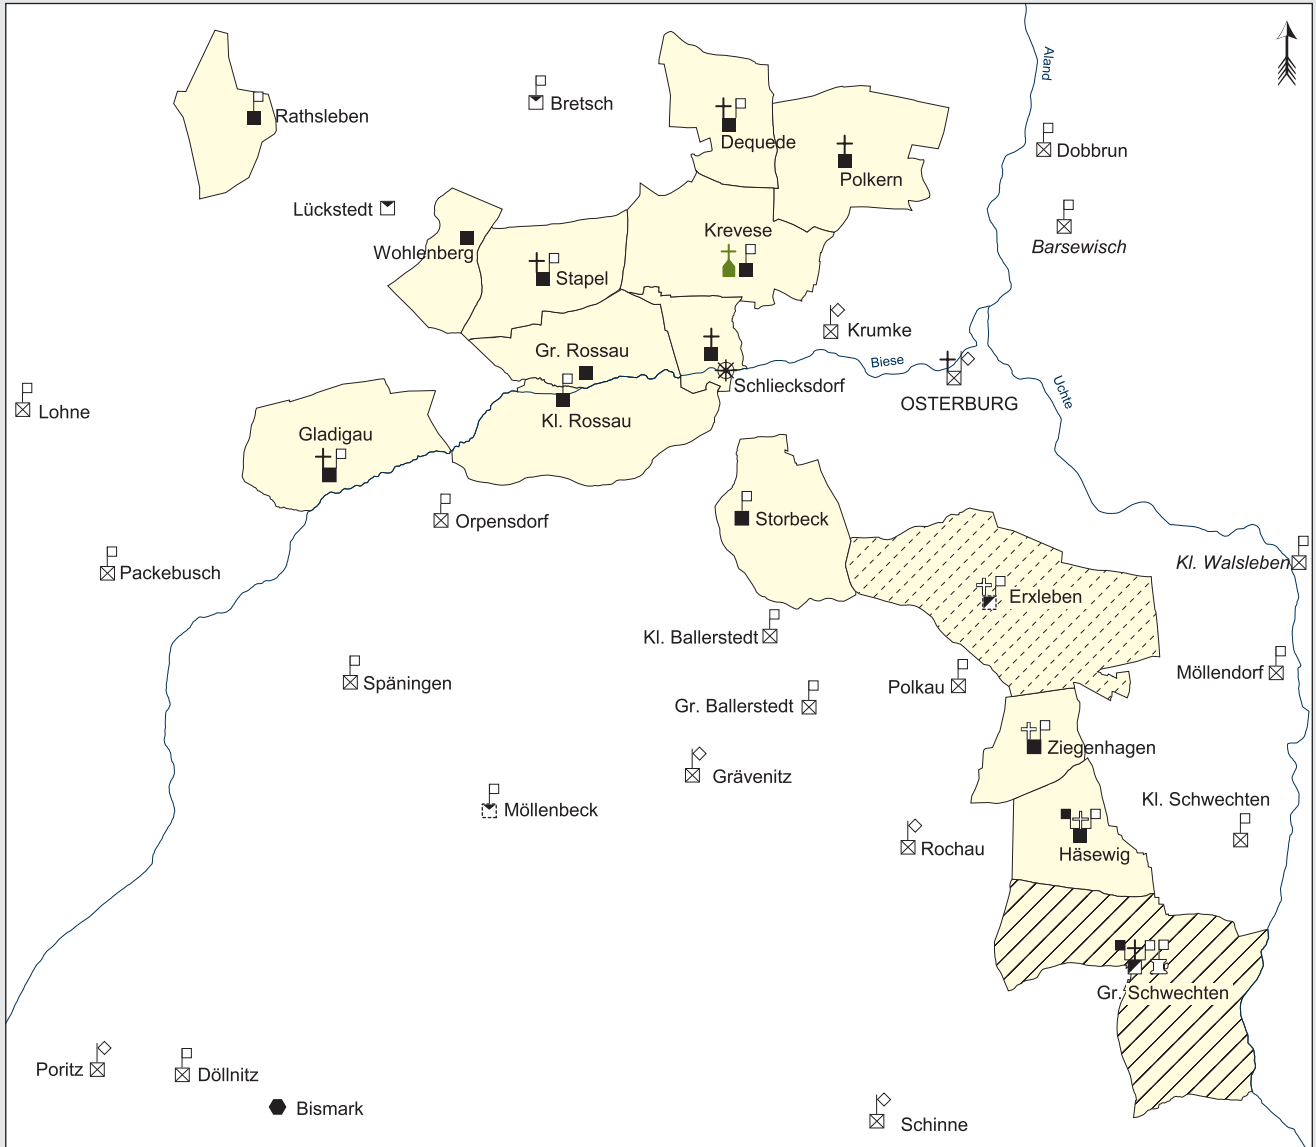 Aland
Rathsleben
Bretsch
Dequede
Dobbrun
Polkern
Lückstedt
Krevese
Barsewisch
Wohlenberg
Stapel
Krumke
Gr. Rossau
Biese
Schliecksdorf
Uchte
OSTERBURG
Lohne
Kl. Rossau
Gladigau
Storbeck
Orpensdorf
Kl. Walsleben
Packebusch
Erxleben
Kl. Ballerstedt
Möllendorf
Späningen
Polkau
Gr. Ballerstedt
Ziegenhagen
Grävenitz
Kl. Schwechten
Möllenbeck
Rochau
Häsewig
Gr. Schwechten
Poritz
Döllnitz
Bismark
Schinne